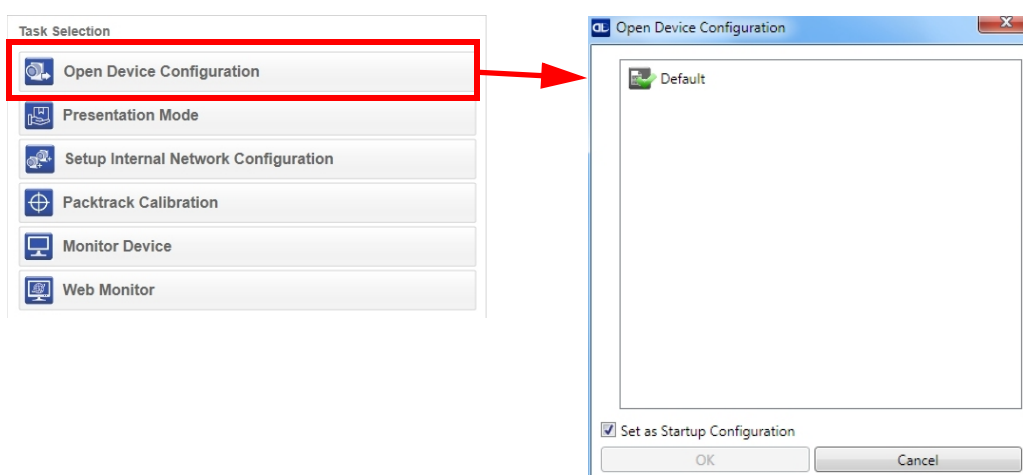 Task Selection
Open Device Configuration
Presentation Mode
Setup Internal Network Configuration
Packtrack Calibration
Monitor Device
Web Monitor
Open Device Configuration
Default
Set as Startup Configuration
OK
Cancel